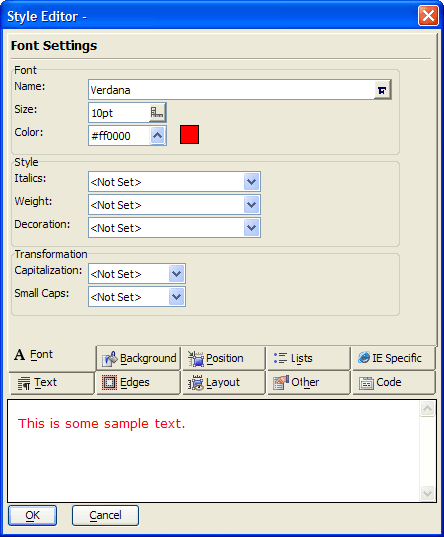 Style Editor -
Font Settings
Font
Name: Verdana
Size: 10pt
Color: #ff0000
Style
Italics: <Not Set>
Weight: <Not Set>
Decoration: <Not Set>
Transformation
Capitalization: <Not Set>
Small Caps: <Not Set>
A Font Background Position Lists IE Specific
Text Edges Layout Other Code
This is some sample text.
OK Cancel